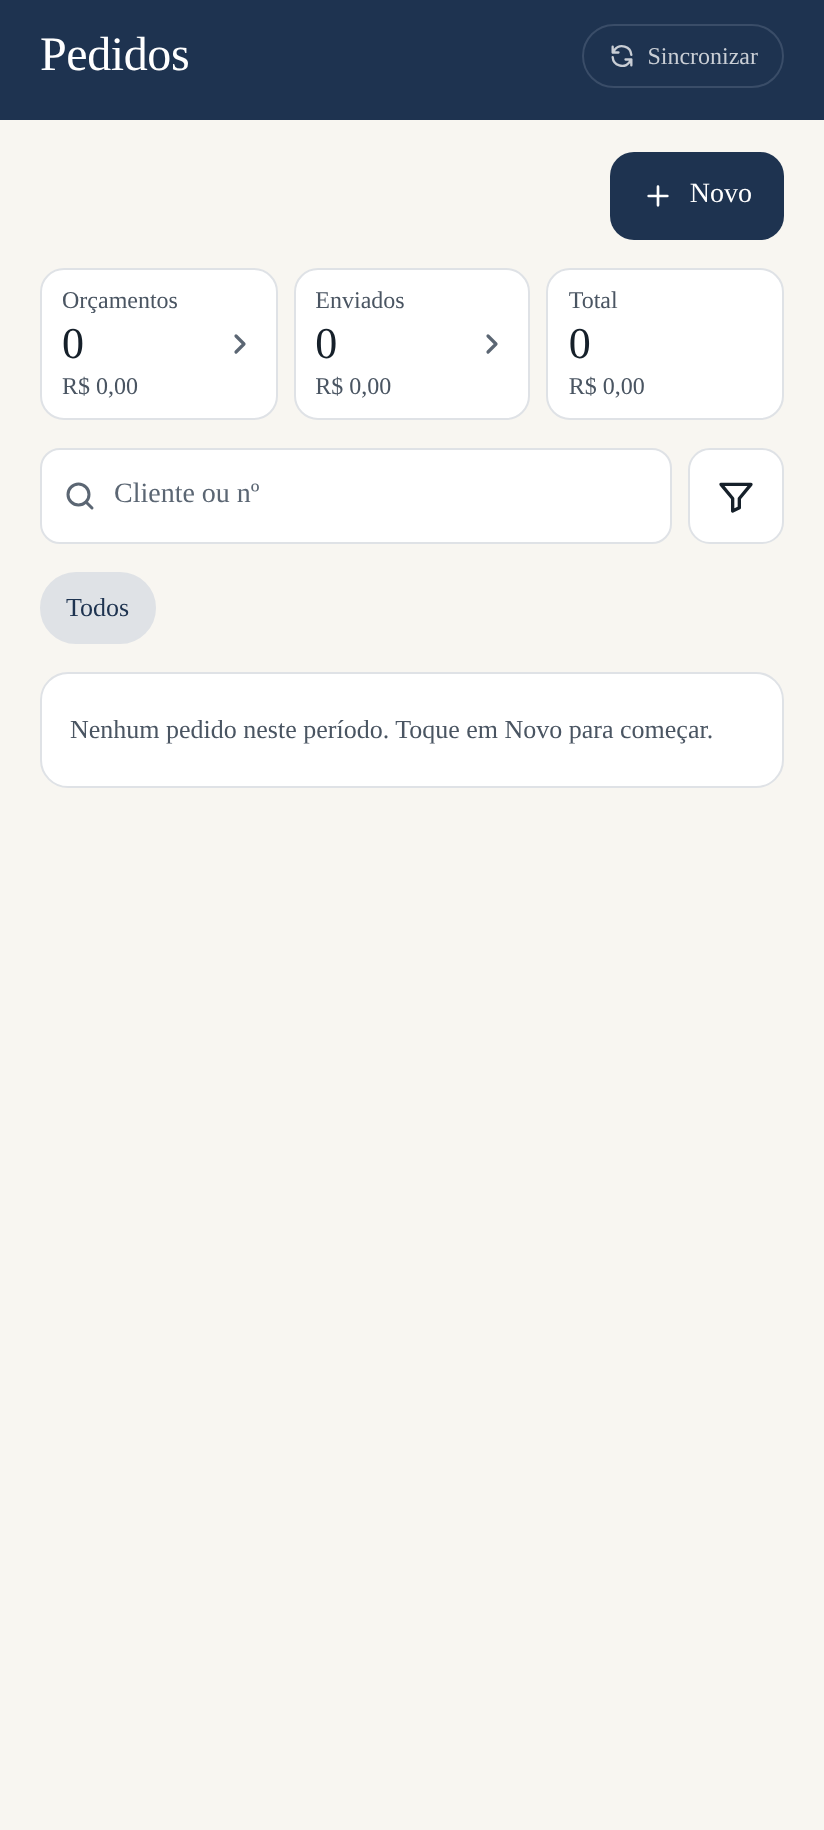 Pedidos
Sincronizar
Novo
Orçamentos
0
R$ 0,00
Enviados
0
R$ 0,00
Total
0
R$ 0,00
Cliente ou nº
Todos
Nenhum pedido neste período. Toque em Novo para começar.